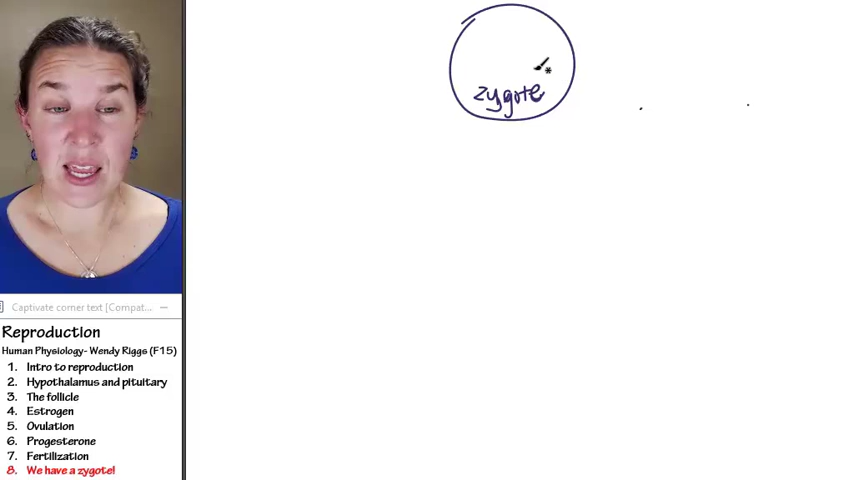 zygote
Captivate corner text [Compat...
Reproduction
Human Physiology- Wendy Riggs (F15)
1. Intro to reproduction
2. Hypothalamus and pituitary
3. The follicle
4. Estrogen
5. Ovulation
6. Progesterone
7. Fertilization
8. We have a zygote!